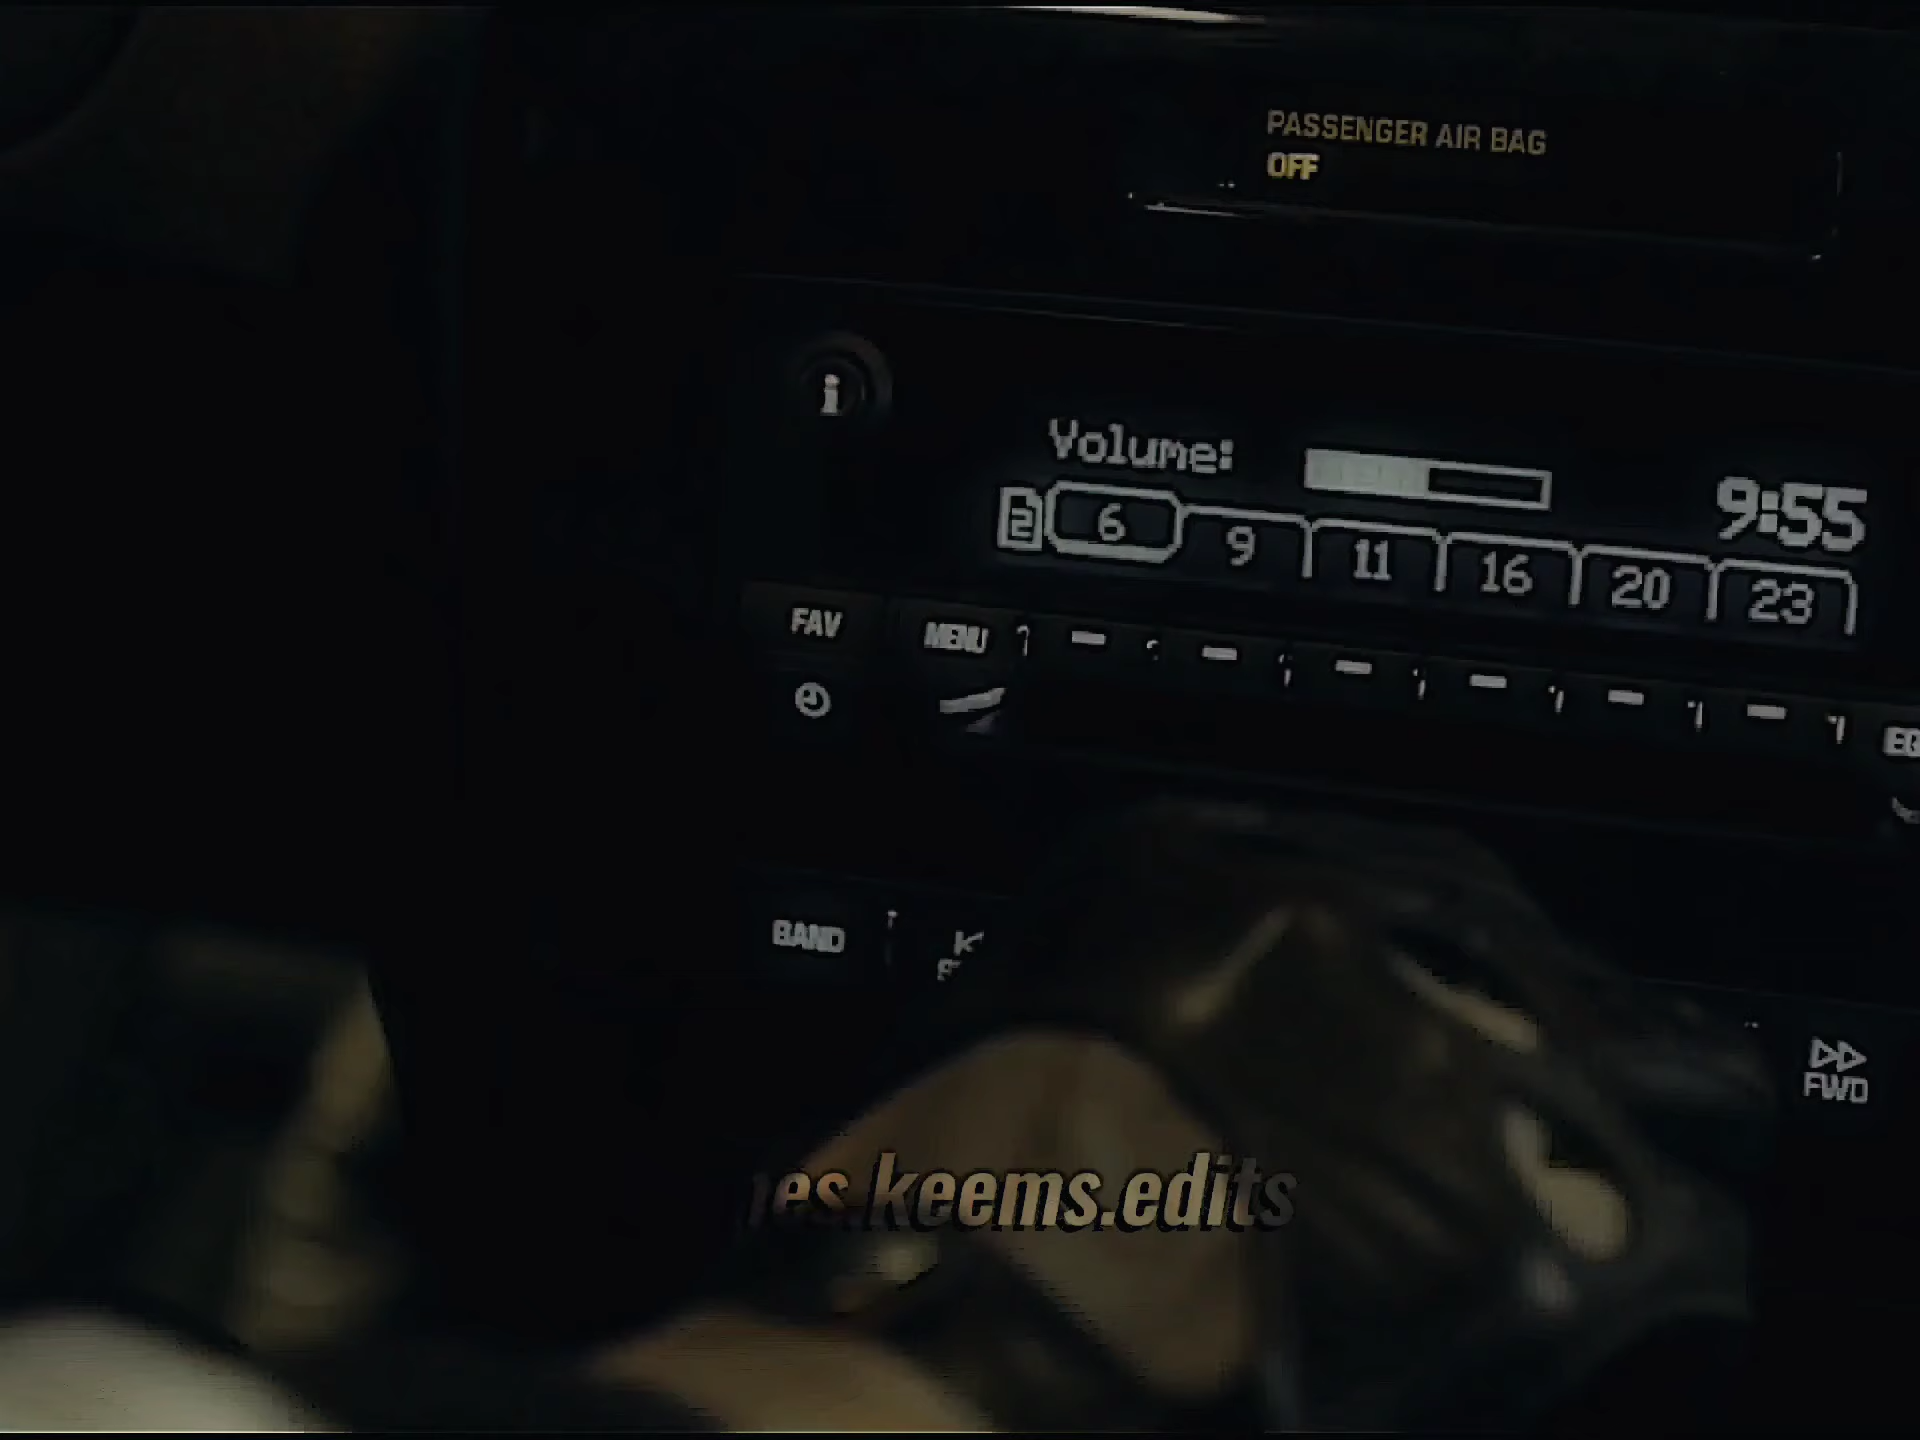 PASSENGER AIR BAG
OFF
i
Volume:
9:55
2 6 9 11 16 20 23
FAV
MENU
BAND
FWD
keems.edits